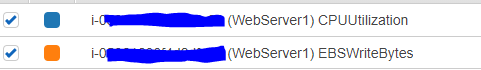 i-0 (WebServer1) CPUUtilization
i-0 (WebServer1) EBSWriteBytes